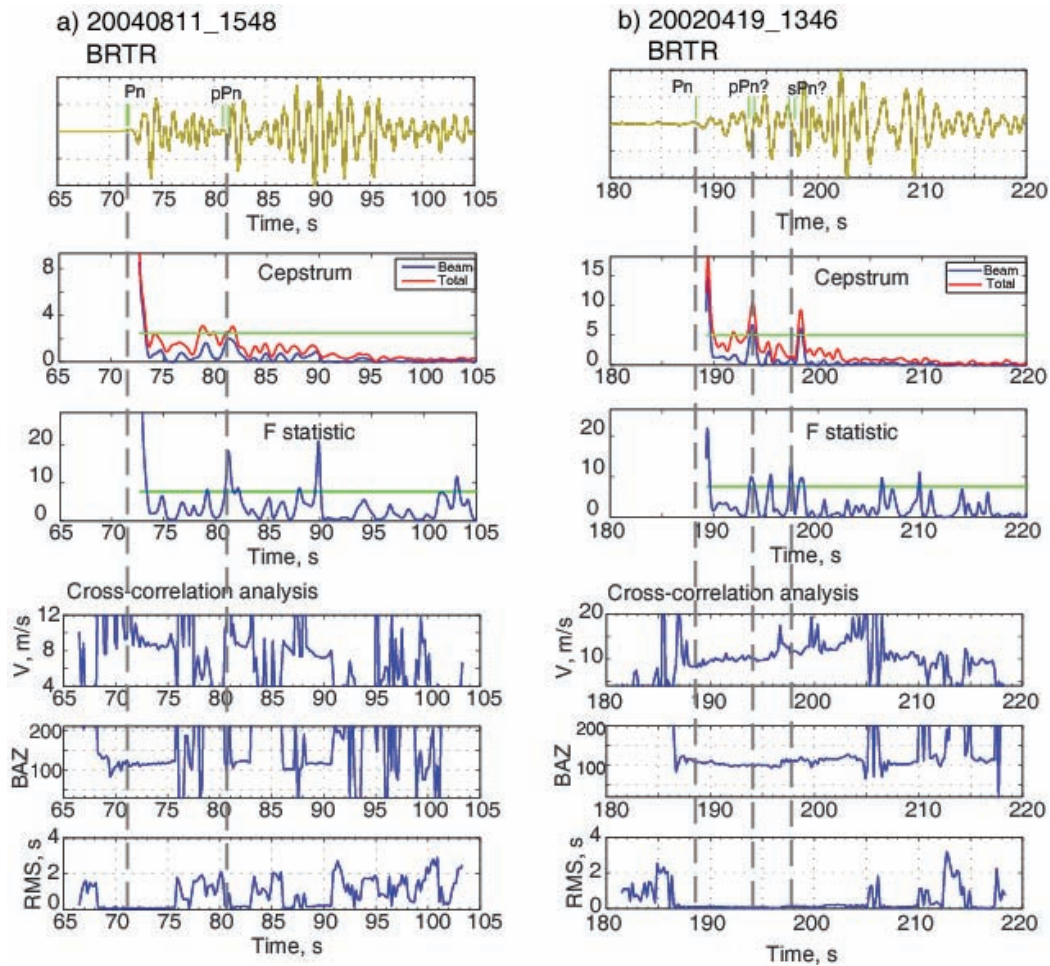 a) 20040811_1548
BRTR
Pn
pPn
65 70 75 80 85 90 95 100 105
Time, s
8
4
0
Cepstrum
Beam
Total
65 70 75 80 85 90 95 100 105
20
10
0
F statistic
65 70 75 80 85 90 95 100 105
Time, s
Cross-correlation analysis
V, m/s
12
8
4
65 70 75 80 85 90 95 100 105
BAZ
200
100
65 70 75 80 85 90 95 100 105
RMS, s
4
2
0
65 70 75 80 85 90 95 100 105
Time, s
b) 20020419_1346
BRTR
Pn
pPn?
sPn?
180 190 200 210 220
Time, s
15
10
5
0
Cepstrum
Beam
Total
180 190 200 210 220
20
10
0
F statistic
180 190 200 210 220
Time, s
Cross-correlation analysis
V, m/s
20
10
180 190 200 210 220
BAZ
200
100
180 190 200 210 220
RMS, s
4
2
0
180 190 200 210 220
Time, s